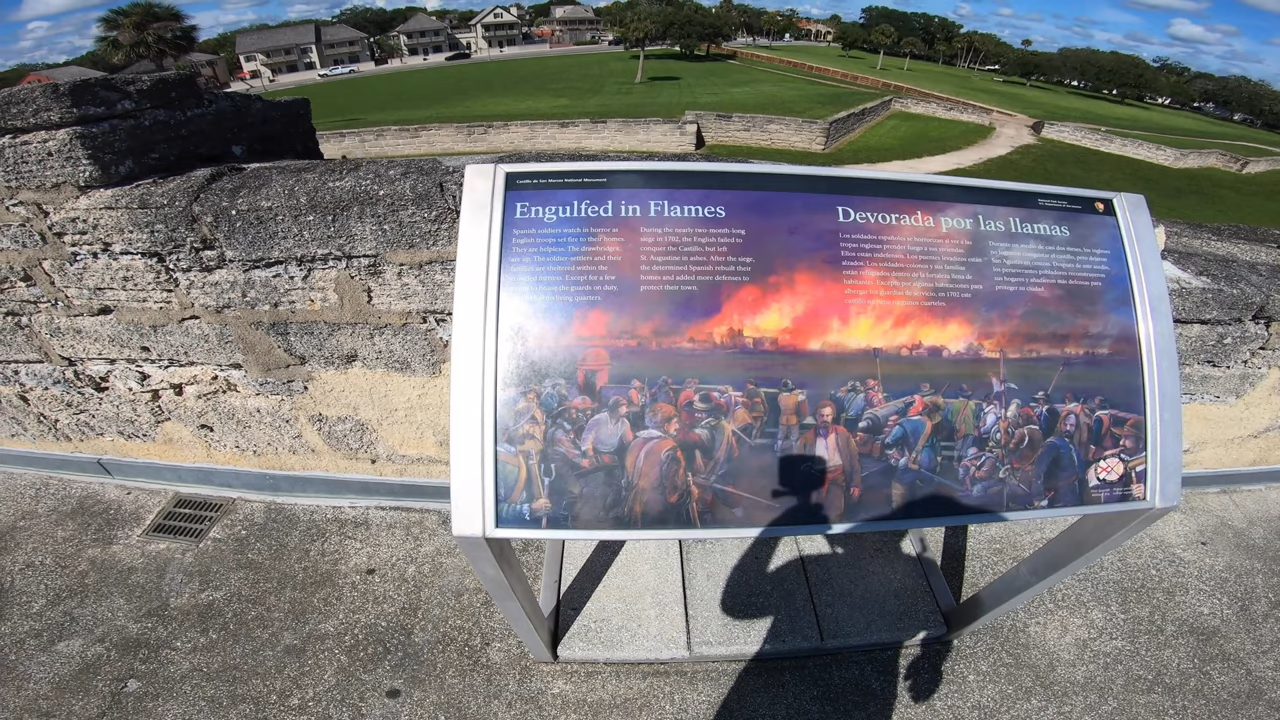 Castillo de San Marcos National Monument
National Park Service
U.S. Department of the Interior
Engulfed in Flames
Spanish soldiers watch in horror as
English troops set fire to their homes.
They are helpless. The drawbridges
are up. The soldier-settlers and their
families are sheltered within the
fortress. Except for a few
housing the guards on duty,
living quarters.
During the nearly two-month-long
siege in 1702, the English failed to
conquer the Castillo, but left
St. Augustine in ashes. After the siege,
the determined Spanish rebuilt their
homes and added more defenses to
protect their town.
Devorada por las llamas
Los soldados españoles se horrorizan al ver a las
tropas inglesas prender fuego a sus viviendas.
Ellos están indefensos. Los puentes levadizos están
alzados. Los soldados-colonos y sus familias
están refugiados dentro de la fortaleza llena de
habitantes. Excepto por algunas habitaciones para
albergar los guardias de servicio, en 1702 este
castillo no tenía cuarteles.
Durante un asedio de casi dos meses, los ingleses
no lograron conquistar el castillo, pero dejaron
San Agustín en cenizas. Después de este asedio,
los perseverantes pobladores reconstruyeron
sus hogares y añadieron más defensas para
proteger su ciudad.